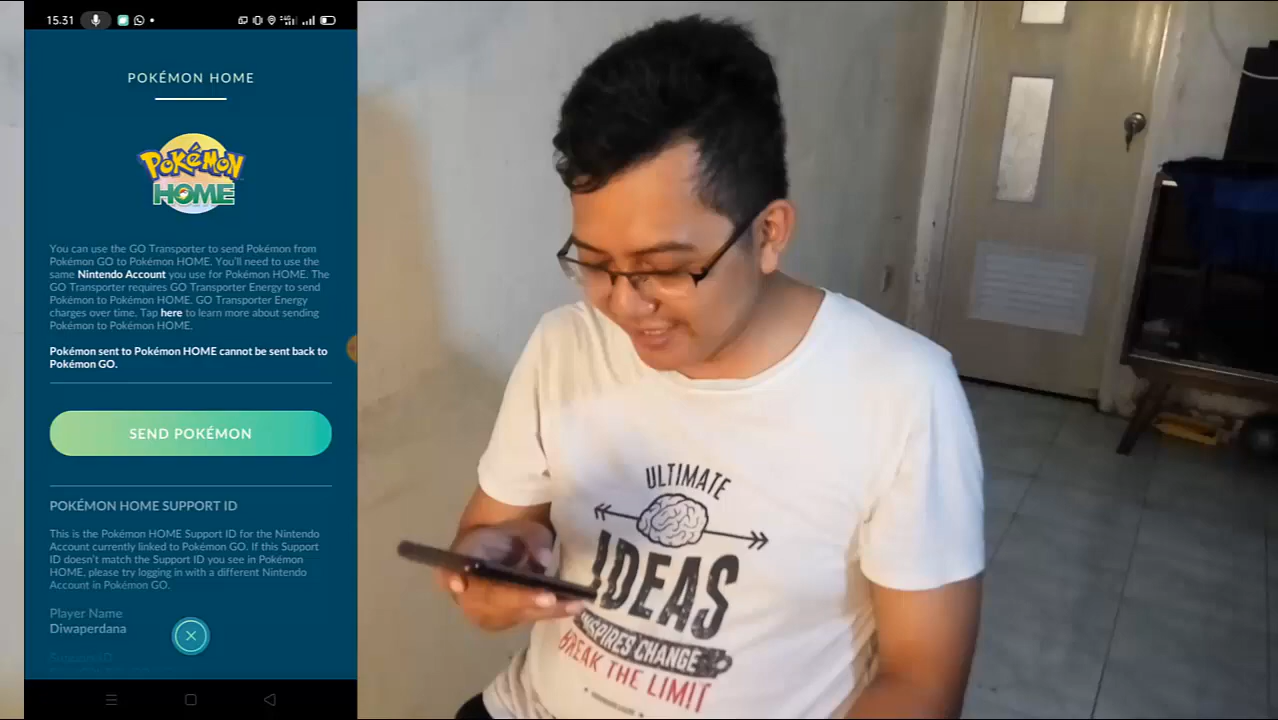 15.31
POKÉMON HOME
POKÉMON
HOME
You can use the GO Transporter to send Pokémon from
Pokémon GO to Pokémon HOME. You'll need to use the
same Nintendo Account you use for Pokémon HOME. The
GO Transporter requires GO Transporter Energy to send
Pokémon to Pokémon HOME. GO Transporter Energy
charges over time. Tap here to learn more about sending
Pokémon to Pokémon HOME.
Pokémon sent to Pokémon HOME cannot be sent back to
Pokémon GO.
SEND POKÉMON
POKÉMON HOME SUPPORT ID
This is the Pokémon HOME Support ID for the Nintendo
Account currently linked to Pokémon GO. If this Support
ID doesn't match the Support ID you see in Pokémon
HOME, please try logging in with a different Nintendo
Account in Pokémon GO.
Player Name
Diwaperdana
Support ID
ULTIMATE
IDEAS
INSPIRES CHANGE
BREAK THE LIMIT